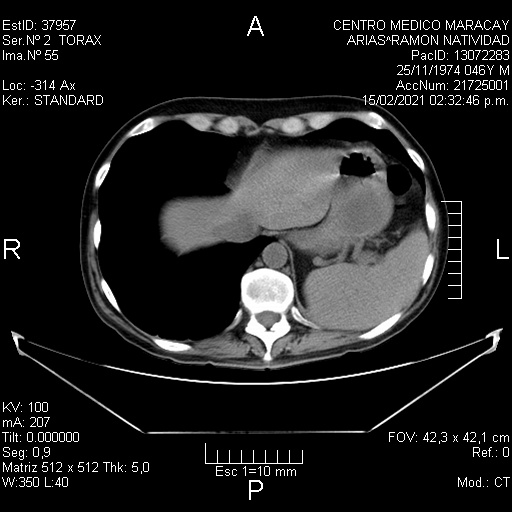 EstID: 37957
Ser.Nº 2 TORAX
Ima.Nº 55
Loc: -314 Ax
Ker.: STANDARD
A
CENTRO MEDICO MARACAY
ARIAS^RAMON NATIVIDAD
PacID: 13072283
25/11/1974 046Y M
AccNum: 21725001
15/02/2021 02:32:46 p.m.
R
L
KV: 100
mA: 207
Tilt: 0.000000
Seg: 0,9
Matriz 512 x 512 Thk: 5,0
W:350 L:40
Esc 1=10 mm
P
FOV: 42,3 x 42,1 cm
Ref.: 0
Mod.: CT